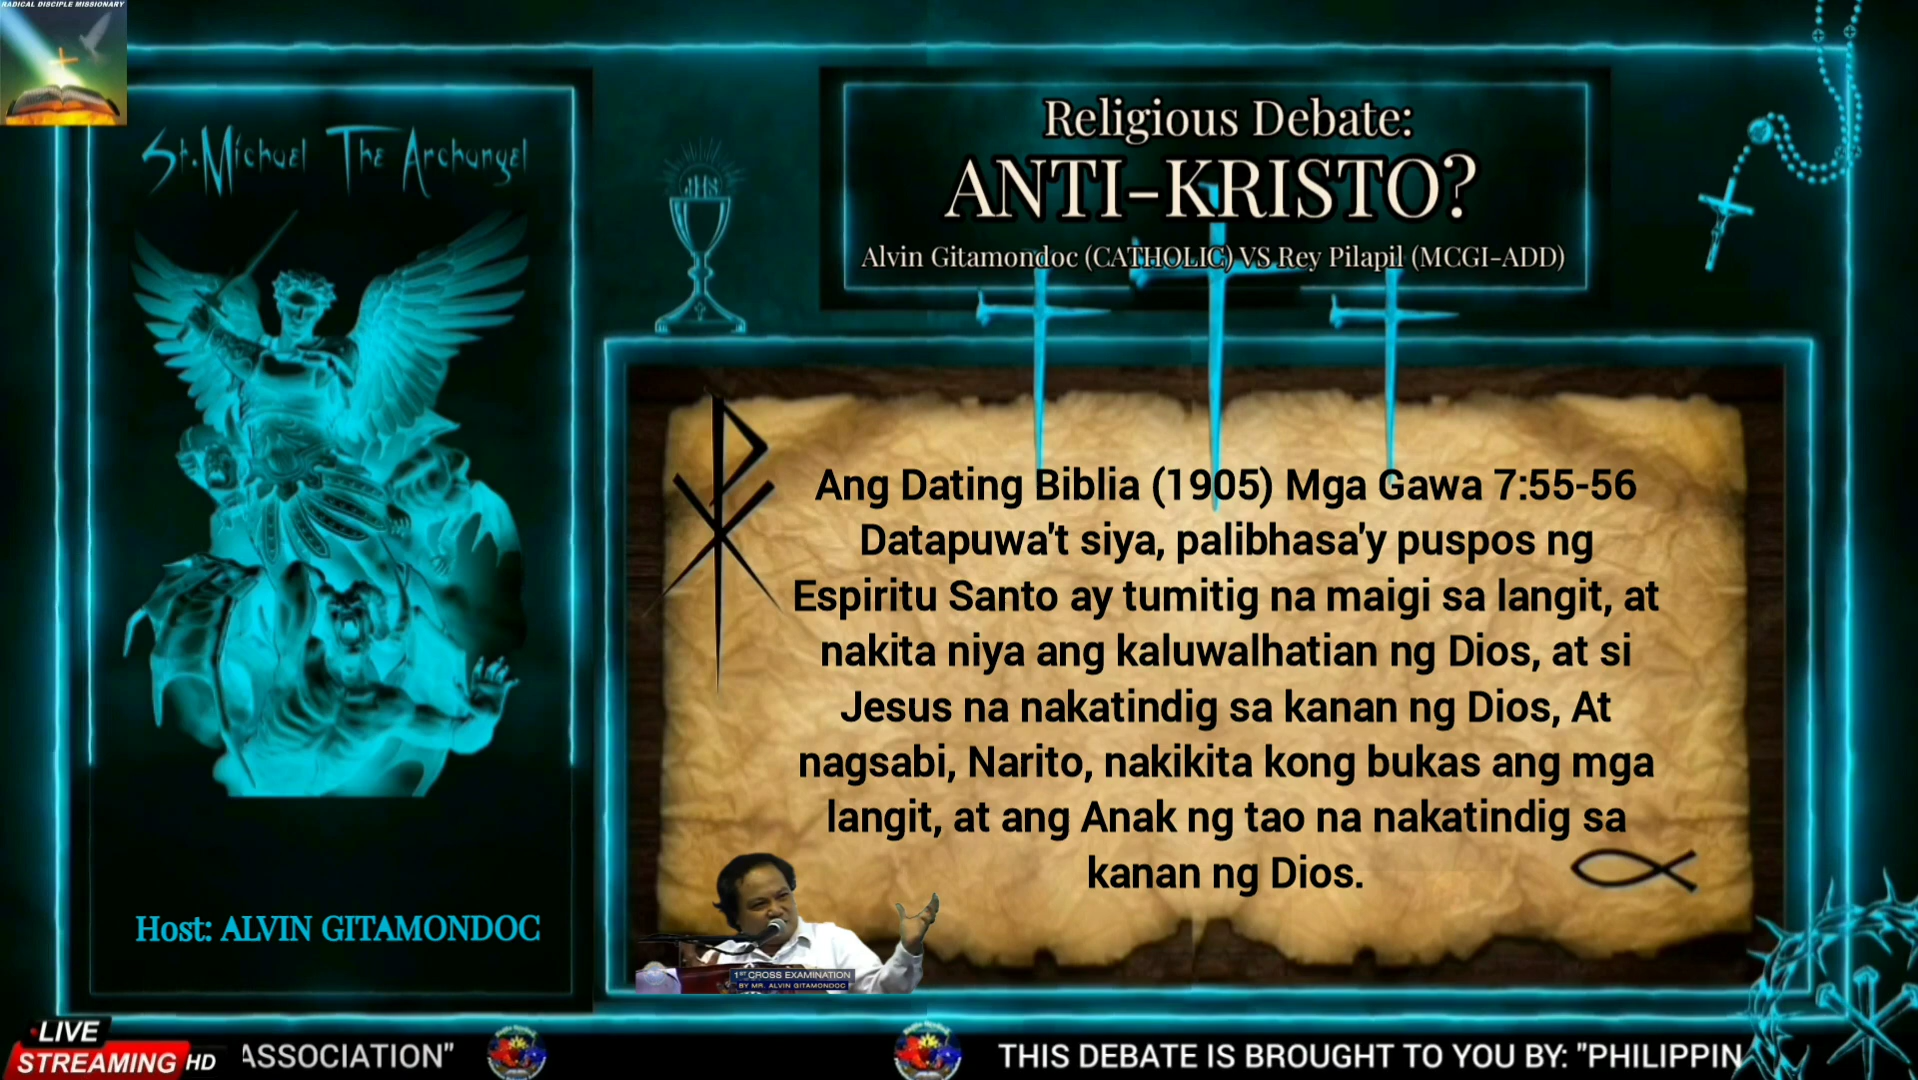 RADICAL DISCIPLE MISSIONARY
St. Michael The Archangel
IHS
Religious Debate:
ANTI-KRISTO?
Alvin Gitamondoc (CATHOLIC) VS Rey Pilapil (MCGI-ADD)
Ang Dating Biblia (1905) Mga Gawa 7:55-56
Datapuwa't siya, palibhasa'y puspos ng
Espiritu Santo ay tumitig na maigi sa langit, at
nakita niya ang kaluwalhatian ng Dios, at si
Jesus na nakatindig sa kanan ng Dios, At
nagsabi, Narito, nakikita kong bukas ang mga
langit, at ang Anak ng tao na nakatindig sa
kanan ng Dios.
Host: ALVIN GITAMONDOC
1ST CROSS EXAMINATION
BY MR. ALVIN GITAMONDOC
LIVE
STREAMING HD
ASSOCIATION" THIS DEBATE IS BROUGHT TO YOU BY: "PHILIPPIN